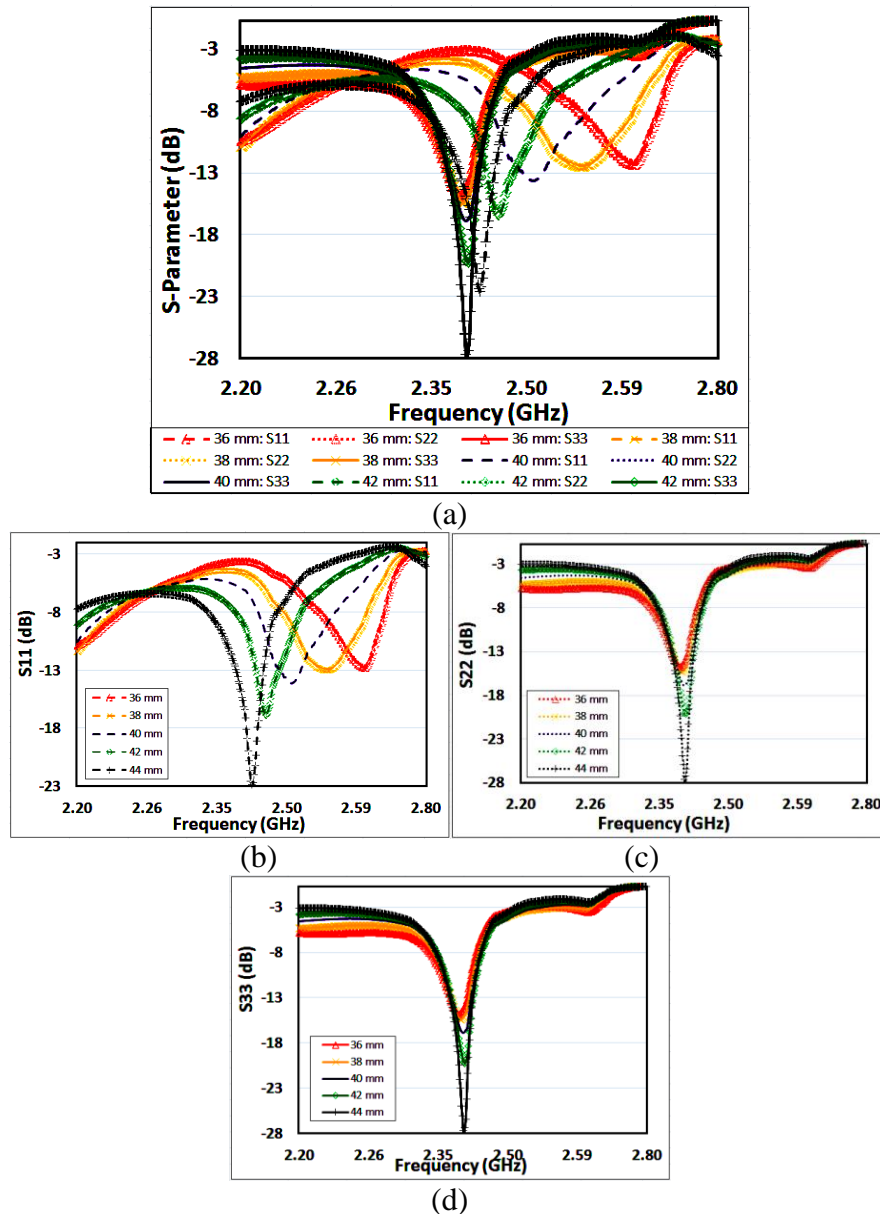 -3
-8
-13
-18
-23
-28
S-Parameter (dB)
2.20 2.26 2.35 2.50 2.59 2.80
Frequency (GHz)
36 mm: S11 36 mm: S22 36 mm: S33 38 mm: S11
38 mm: S22 38 mm: S33 40 mm: S11 40 mm: S22
40 mm: S33 42 mm: S11 42 mm: S22 42 mm: S33
(a)
-3
-8
-13
-18
-23
S11 (dB)
36 mm
38 mm
40 mm
42 mm
44 mm
2.20 2.26 2.35 2.50 2.59 2.80
Frequency (GHz)
(b)
-3
-8
-13
-18
-23
-28
S22 (dB)
36 mm
38 mm
40 mm
42 mm
44 mm
2.20 2.26 2.35 2.50 2.59 2.80
Frequency (GHz)
(c)
-3
-8
-13
-18
-23
-28
S33 (dB)
36 mm
38 mm
40 mm
42 mm
44 mm
2.20 2.26 2.35 2.50 2.59 2.80
Frequency (GHz)
(d)